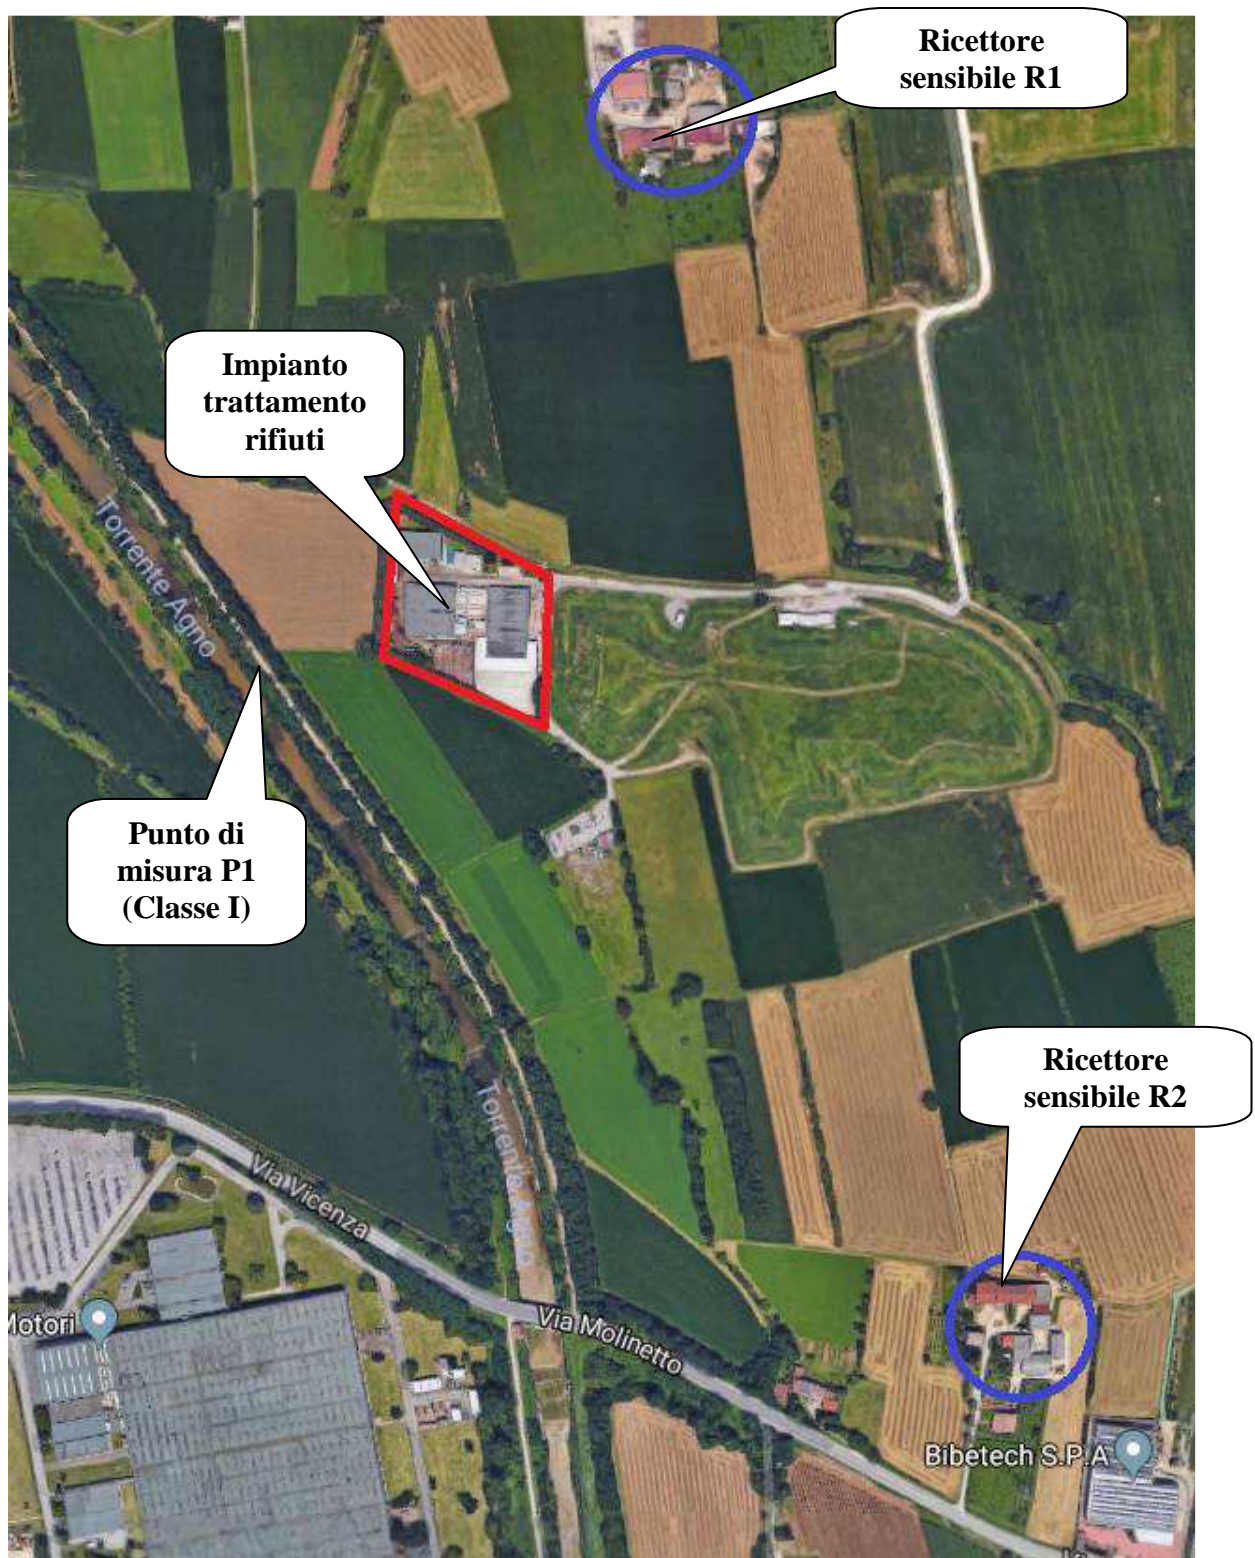 Ricettore
sensibile R1
Impianto
trattamento
rifiuti
Torrente Agno
Punto di
misura P1
(Classe I)
Ricettore
sensibile R2
Torrente Agno
Via Vicenza
Motori
Via Molinetto
Bibetech S.P.A